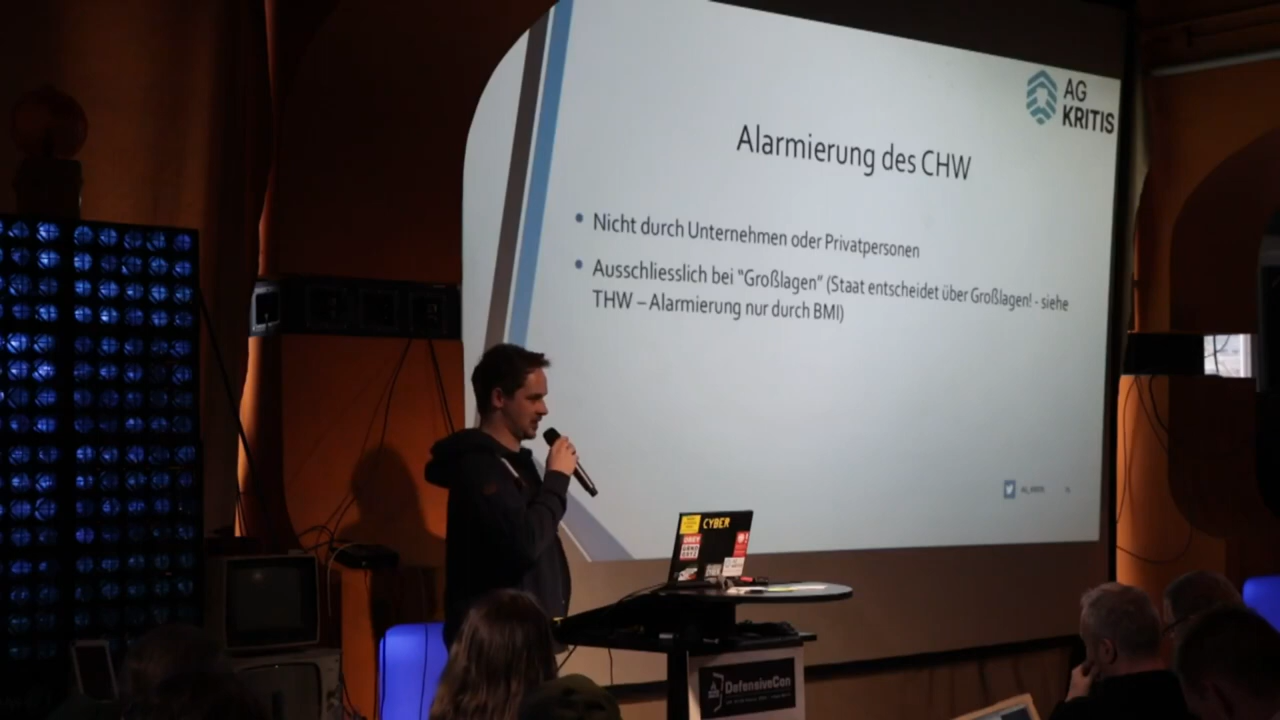 AG
KRITIS
Alarmierung des CHW
Nicht durch Unternehmen oder Privatpersonen
Ausschliesslich bei "Großlagen" (Staat entscheidet über Großlagen! - siehe
THW – Alarmierung nur durch BMI)
AG_KRITIS
CYBER
DefensiveCon